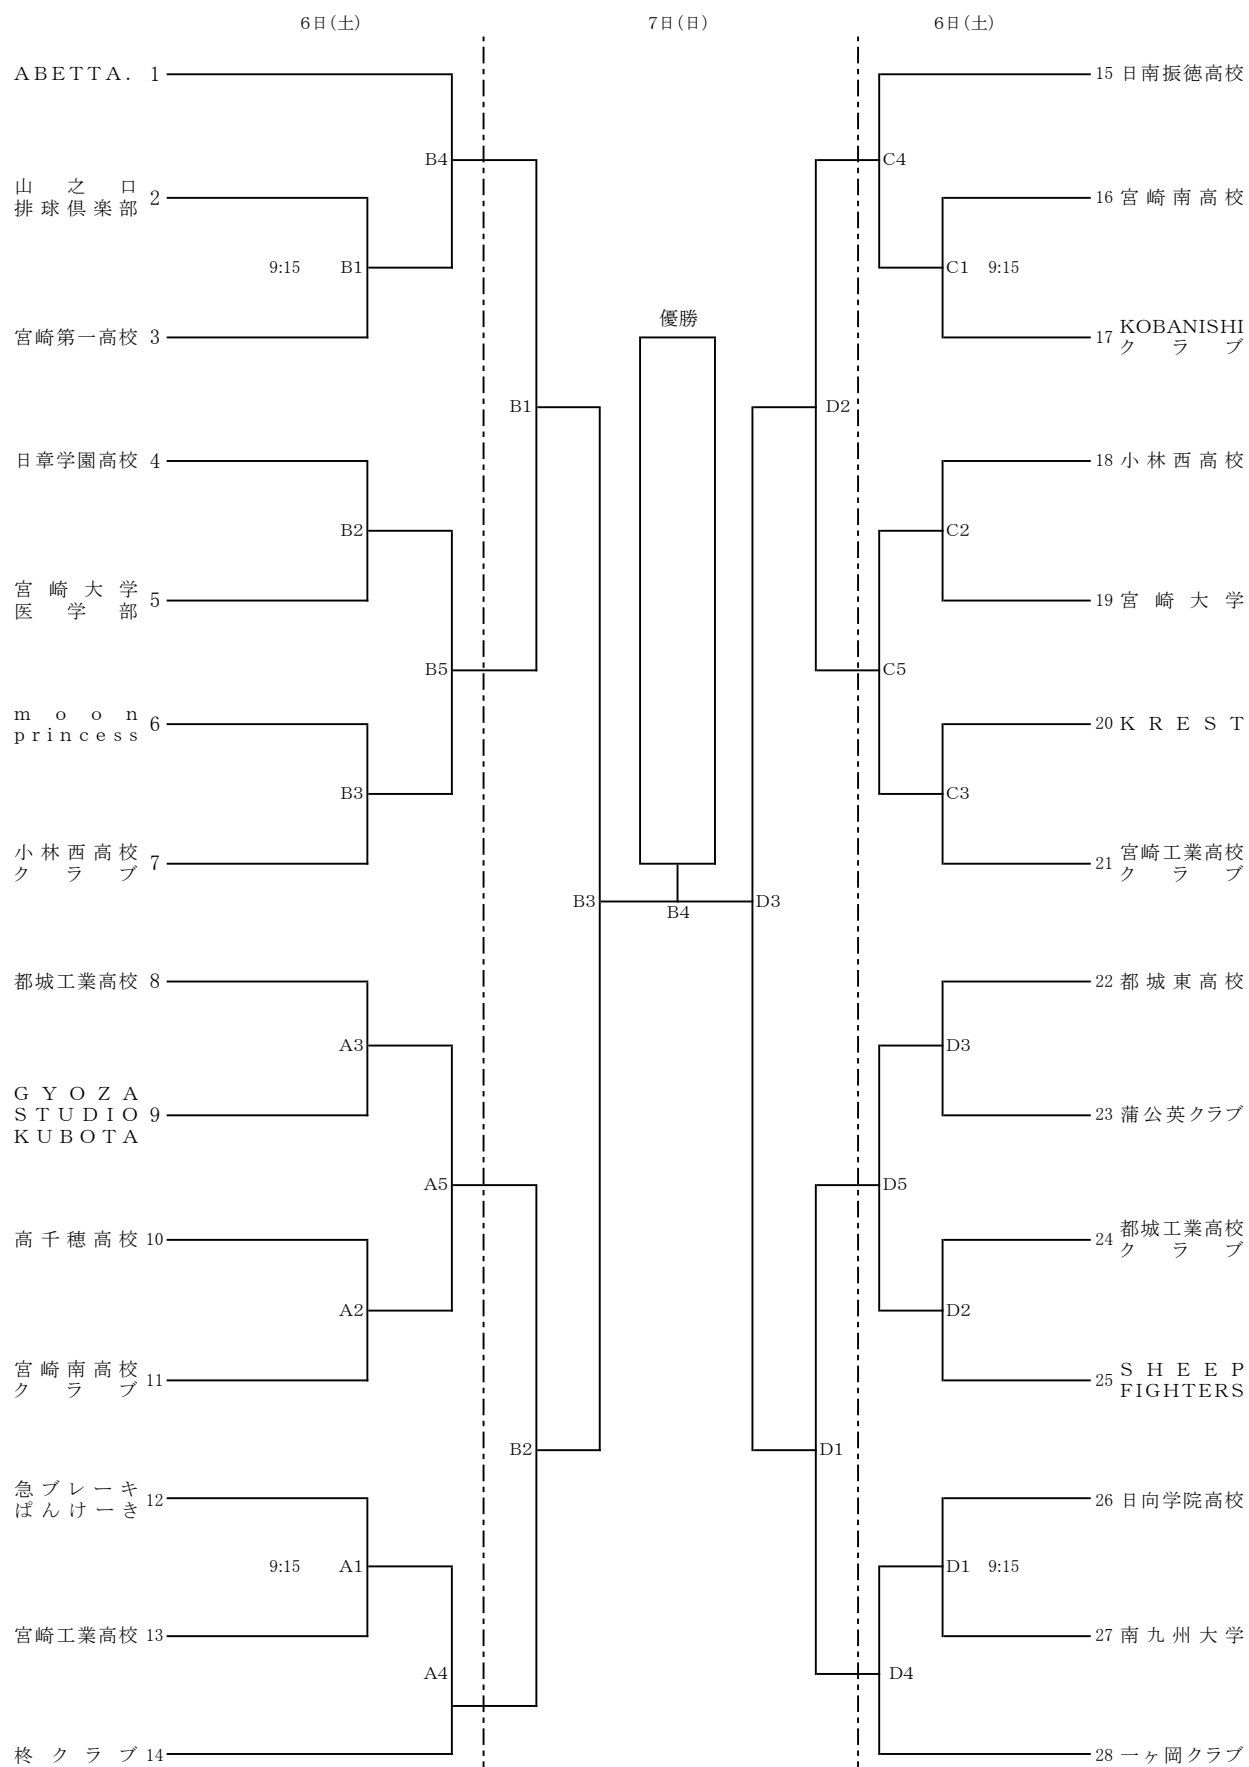 6日(土)
7日(日)
6日(土)
ABETTA. 1
B4
山之口
排球倶楽部 2
9:15 B1
宮崎第一高校 3
B1
日章学園高校 4
B2
宮崎大学
医学部 5
B5
moon
princess 6
B3
小林西高校
クラブ 7
B3
都城工業高校 8
A3
GYOZA
STUDIO 9
KUBOTA
A5
高千穂高校 10
A2
宮崎南高校
クラブ 11
B2
急ブレーキ
ぱんけーき 12
9:15 A1
宮崎工業高校 13
A4
柊クラブ 14
優勝
B4
15 日南振徳高校
C4
16 宮崎南高校
C1 9:15
17 KOBANISHI
クラブ
D2
18 小林西高校
C2
19 宮崎大学
C5
20 KREST
C3
21 宮崎工業高校
クラブ
D3
22 都城東高校
D3
23 蒲公英クラブ
D5
24 都城工業高校
クラブ
D2
25 SHEEP
FIGHTERS
D1
26 日向学院高校
D1 9:15
27 南九州大学
D4
28 一ヶ岡クラブ